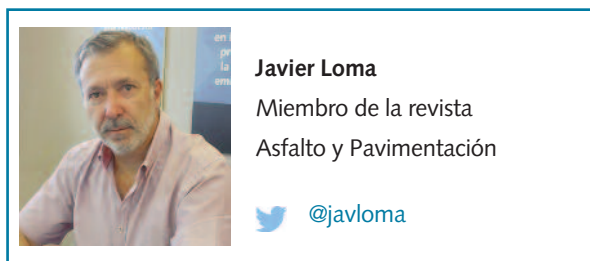 Javier Loma
Miembro de la revista
Asfalto y Pavimentación
@javloma